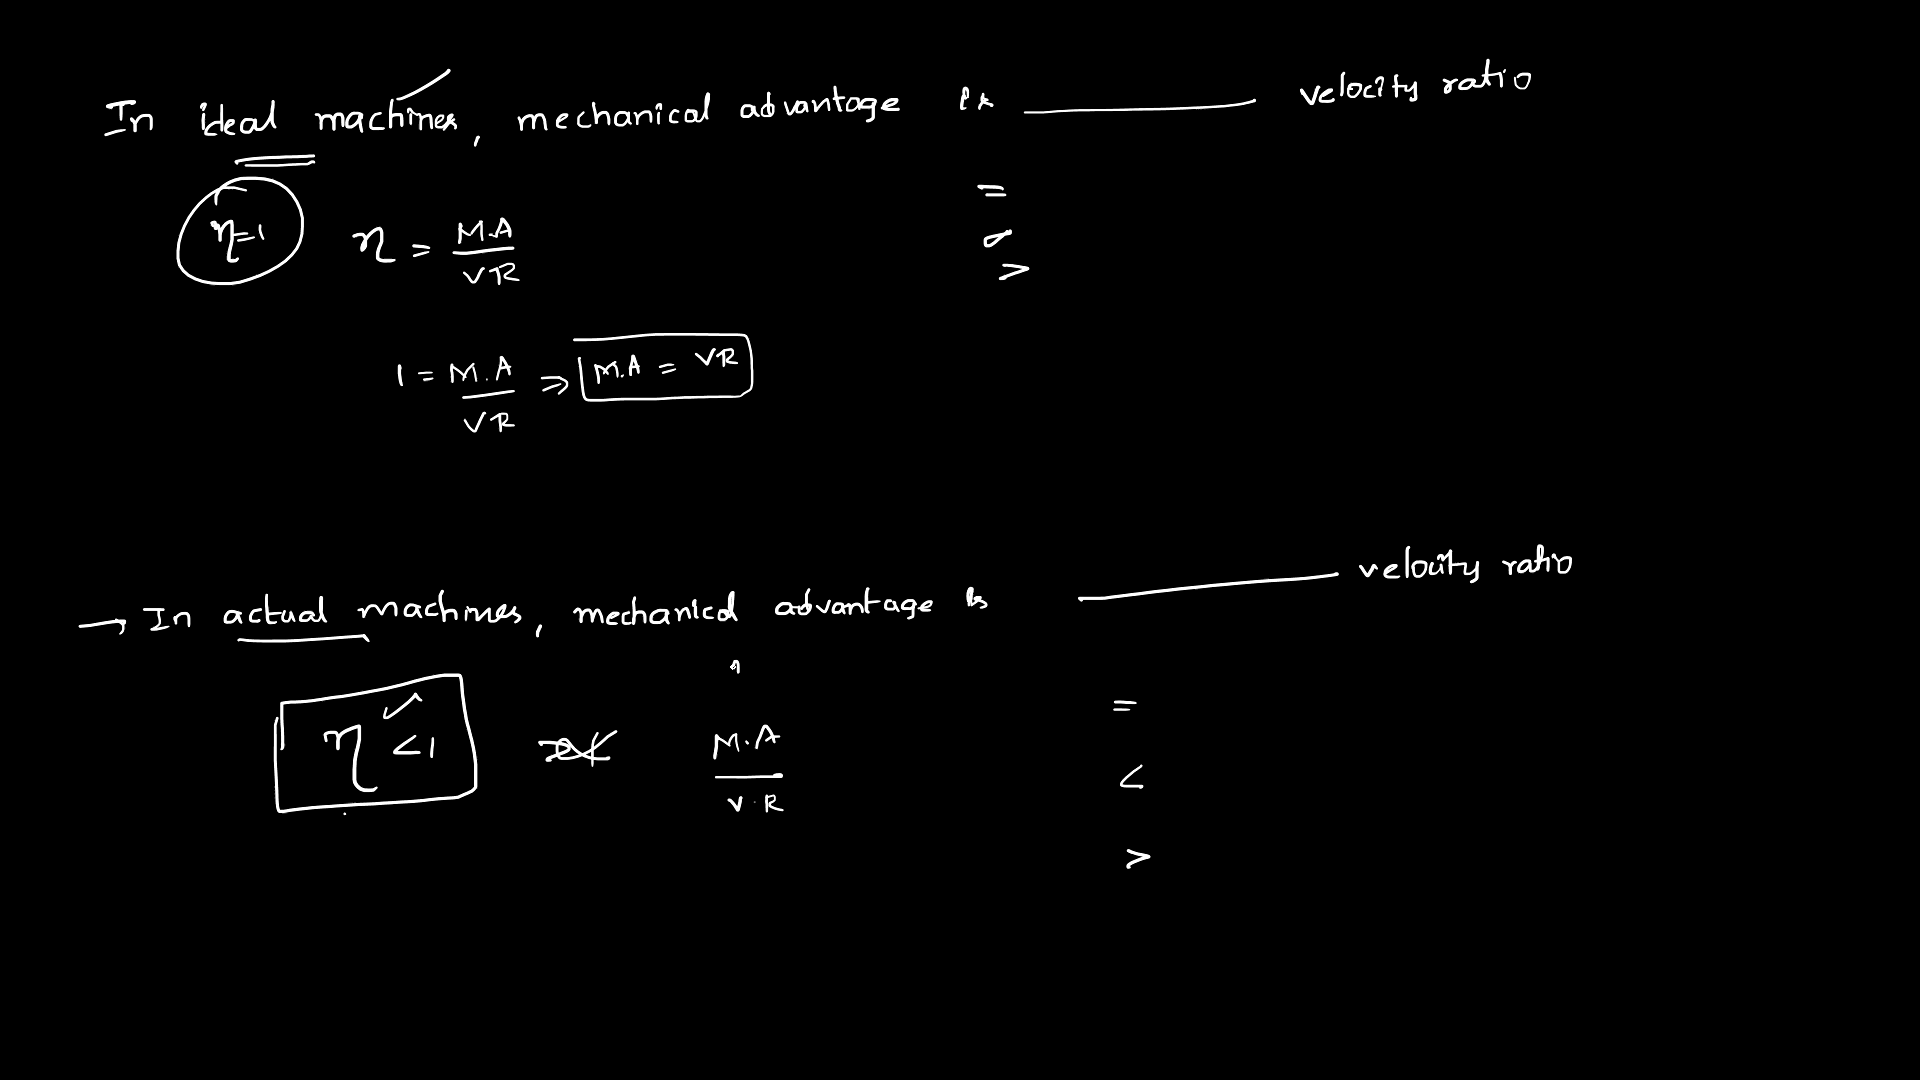 In ideal machines, mechanical advantage is ________ velocity ratio
=
η=1 η = M.A / VR
>
1 = M.A / VR ⇒ M.A = VR
→ In actual machines, mechanical advantage is ________ velocity ratio
=
η < 1 M.A / V.R
<
>